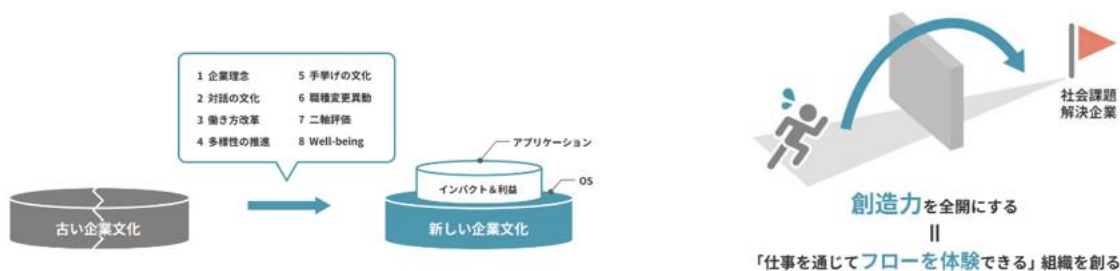 1 企業理念
2 対話の文化
3 働き方改革
4 多様性の推進
5 手挙げの文化
6 職種変更異動
7 二軸評価
8 Well-being
アプリケーション
インパクト＆利益
OS
古い企業文化
新しい企業文化
社会課題
解決企業
創造力を全開にする
||
「仕事を通じてフローを体験できる」組織を創る